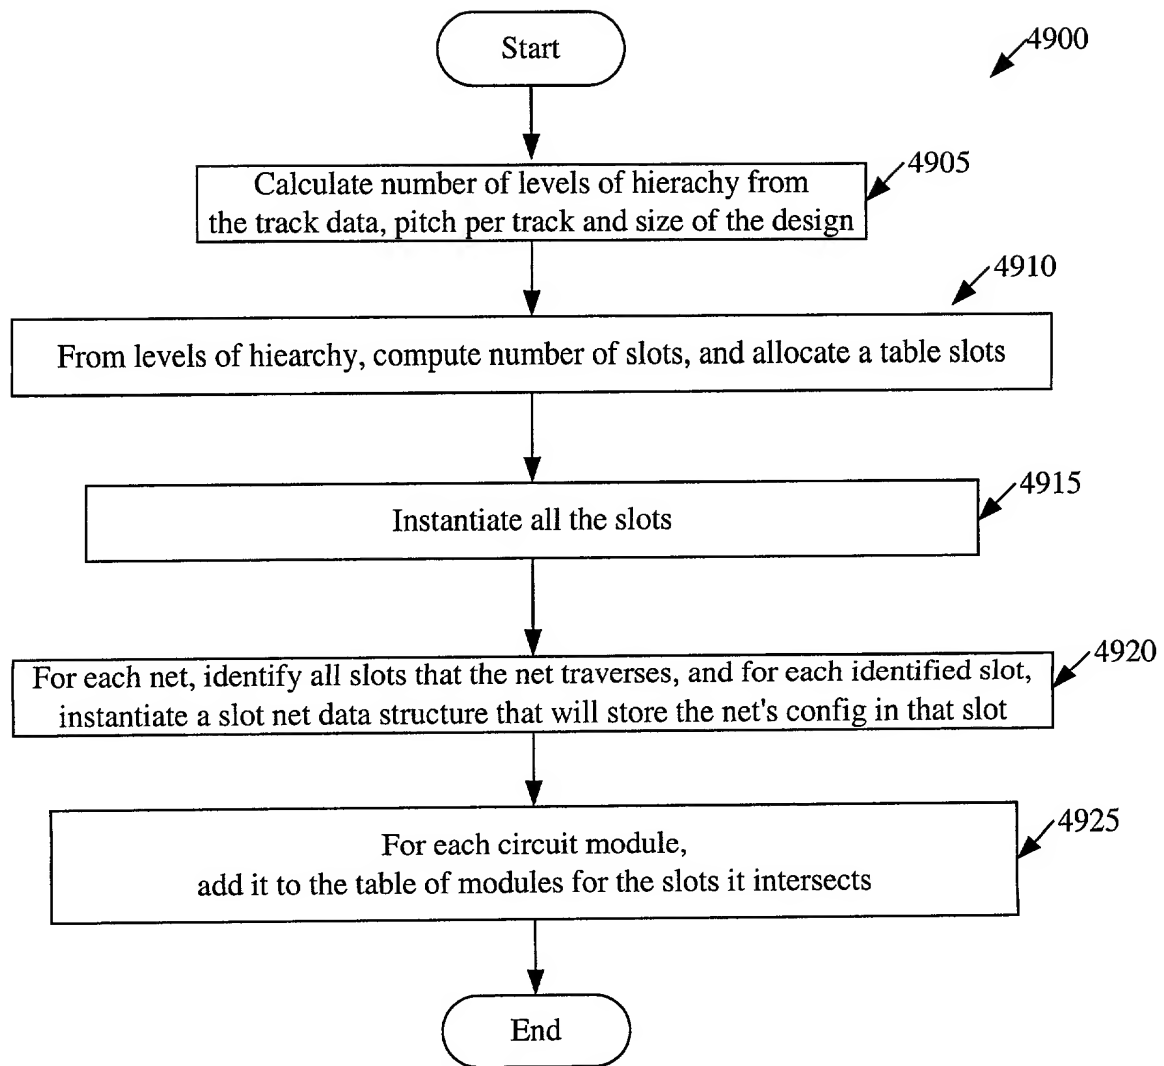 Start
4900
4905
Calculate number of levels of hierachy from
the track data, pitch per track and size of the design
4910
From levels of hiearchy, compute number of slots, and allocate a table slots
4915
Instantiate all the slots
4920
For each net, identify all slots that the net traverses, and for each identified slot,
instantiate a slot net data structure that will store the net's config in that slot
4925
For each circuit module,
add it to the table of modules for the slots it intersects
End